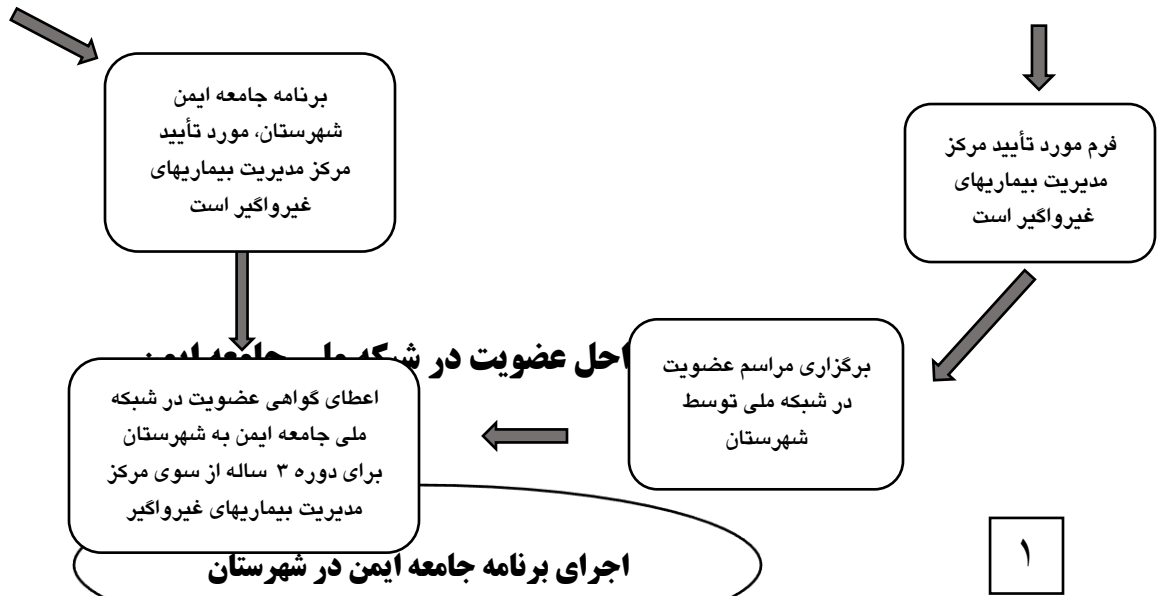 برنامه جامعه ایمن
شهرستان، مورد تأیید
مرکز مدیریت بیماریهای
غیرواگیر است
فرم مورد تأیید مرکز
مدیریت بیماریهای
غیرواگیر است
احل عضویت در شبکه ملی جامعه ایمن
برگزاری مراسم عضویت
در شبکه ملی توسط
شهرستان
اعطای گواهی عضویت در شبکه
ملی جامعه ایمن به شهرستان
برای دوره ۳ ساله از سوی مرکز
مدیریت بیماریهای غیرواگیر
۱
اجرای برنامه جامعه ایمن در شهرستان